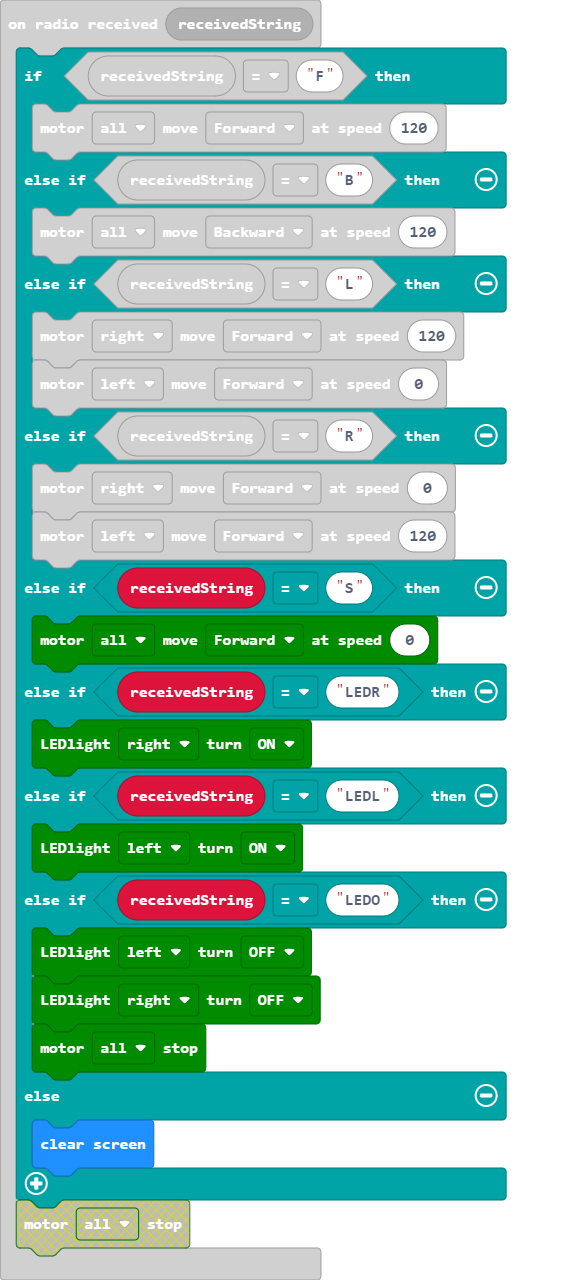 on radio received receivedString
if receivedString = "F" then
motor all move Forward at speed 120
else if receivedString = "B" then
motor all move Backward at speed 120
else if receivedString = "L" then
motor right move Forward at speed 120
motor left move Forward at speed 0
else if receivedString = "R" then
motor right move Forward at speed 0
motor left move Forward at speed 120
else if receivedString = "S" then
motor all move Forward at speed 0
else if receivedString = "LEDR" then
LEDlight right turn ON
else if receivedString = "LEDL" then
LEDlight left turn ON
else if receivedString = "LEDO" then
LEDlight left turn OFF
LEDlight right turn OFF
motor all stop
else
clear screen
motor all stop